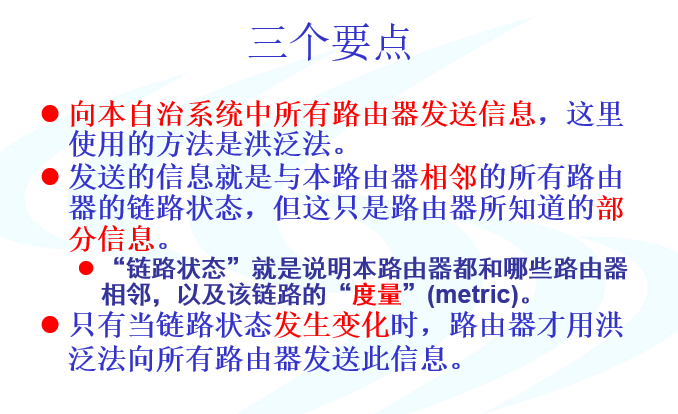 三个要点
向本自治系统中所有路由器发送信息，这里
使用的方法是洪泛法。
发送的信息就是与本路由器相邻的所有路由
器的链路状态，但这只是路由器所知道的部
分信息。
“链路状态”就是说明本路由器都和哪些路由器
相邻，以及该链路的“度量”(metric)。
只有当链路状态发生变化时，路由器才用洪
泛法向所有路由器发送此信息。